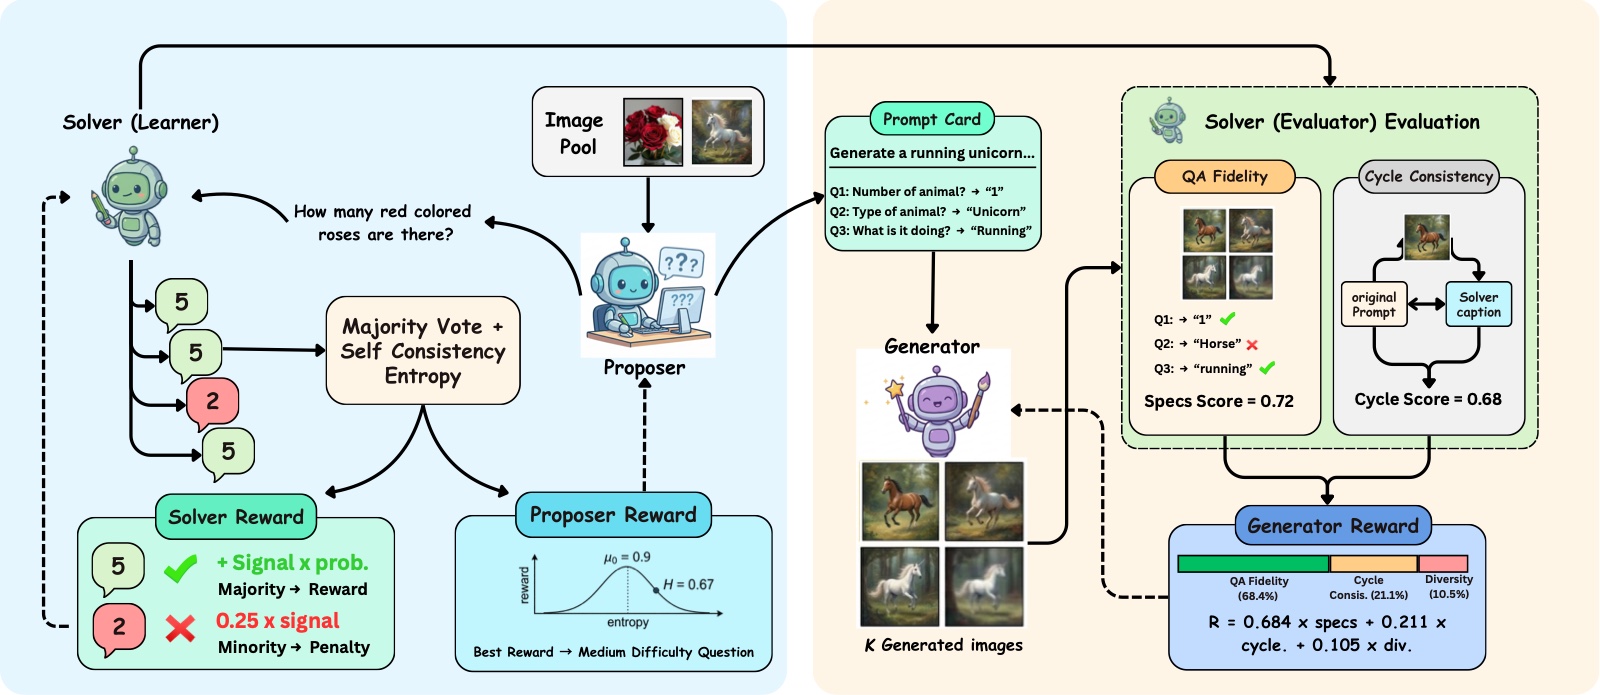 Solver (Learner)
How many red colored
roses are there?
Image
Pool
???
???
Proposer
5
5
2
5
Majority Vote +
Self Consistency
Entropy
Solver Reward
5
+ Signal x prob.
Majority → Reward
2
0.25 x signal
Minority → Penalty
Proposer Reward
μ₀ = 0.9
H = 0.67
reward
entropy
Best Reward → Medium Difficulty Question
Prompt Card
Generate a running unicorn...
Q1: Number of animal? → “1”
Q2: Type of animal? → “Unicorn”
Q3: What is it doing? → “Running”
Generator
K Generated images
Solver (Evaluator) Evaluation
QA Fidelity
Q1: → “1”
Q2: → “Horse”
Q3: → “running”
Specs Score = 0.72
Cycle Consistency
original
Prompt
Solver
caption
Cycle Score = 0.68
Generator Reward
QA Fidelity
(68.4%)
Cycle
Consis. (21.1%)
Diversity
(10.5%)
R = 0.684 x specs + 0.211 x
cycle. + 0.105 x div.